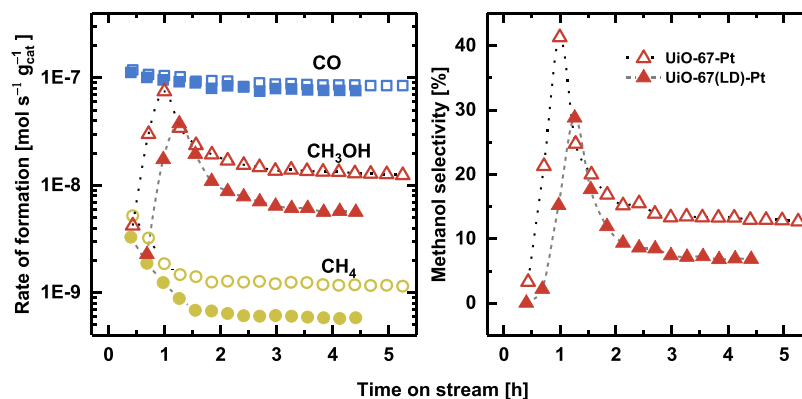 Rate of formation [mol s⁻¹ g⁻¹cat]
1E-7
1E-8
1E-9
CO
CH₃OH
CH₄
0 1 2 3 4 5
Methanol selectivity [%]
40
30
20
10
0
UiO-67-Pt
UiO-67(LD)-Pt
0 1 2 3 4 5
Time on stream [h]